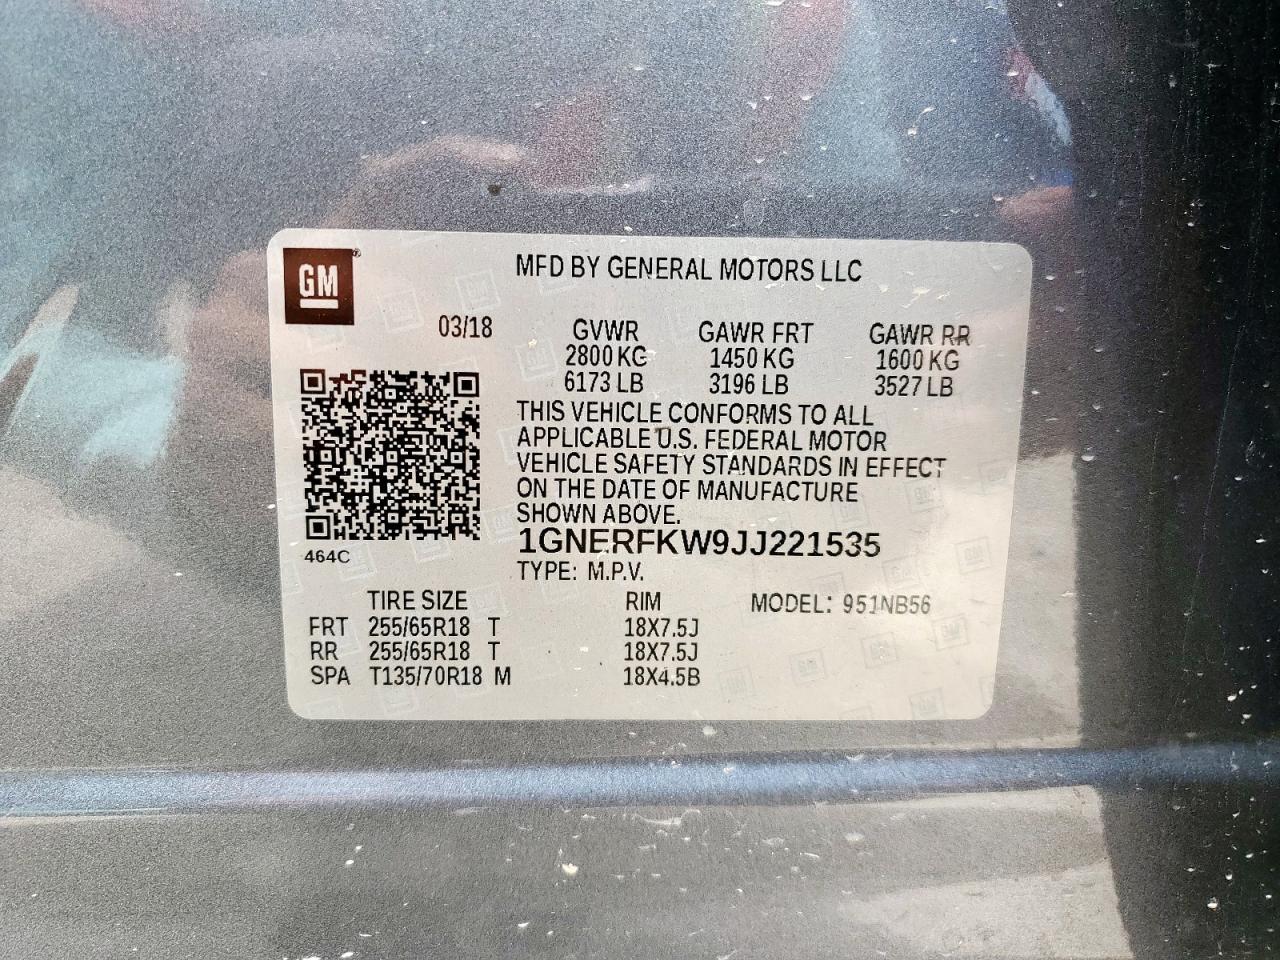 GM
MFD BY GENERAL MOTORS LLC
03/18
GVWR GAWR FRT GAWR RR
2800 KG 1450 KG 1600 KG
6173 LB 3196 LB 3527 LB
THIS VEHICLE CONFORMS TO ALL
APPLICABLE U.S. FEDERAL MOTOR
VEHICLE SAFETY STANDARDS IN EFFECT
ON THE DATE OF MANUFACTURE
SHOWN ABOVE.
1GNERFKW9JJ221535
464C
TYPE: M.P.V.
TIRE SIZE RIM MODEL: 951NB56
FRT 255/65R18 T 18X7.5J
RR 255/65R18 T 18X7.5J
SPA T135/70R18 M 18X4.5B